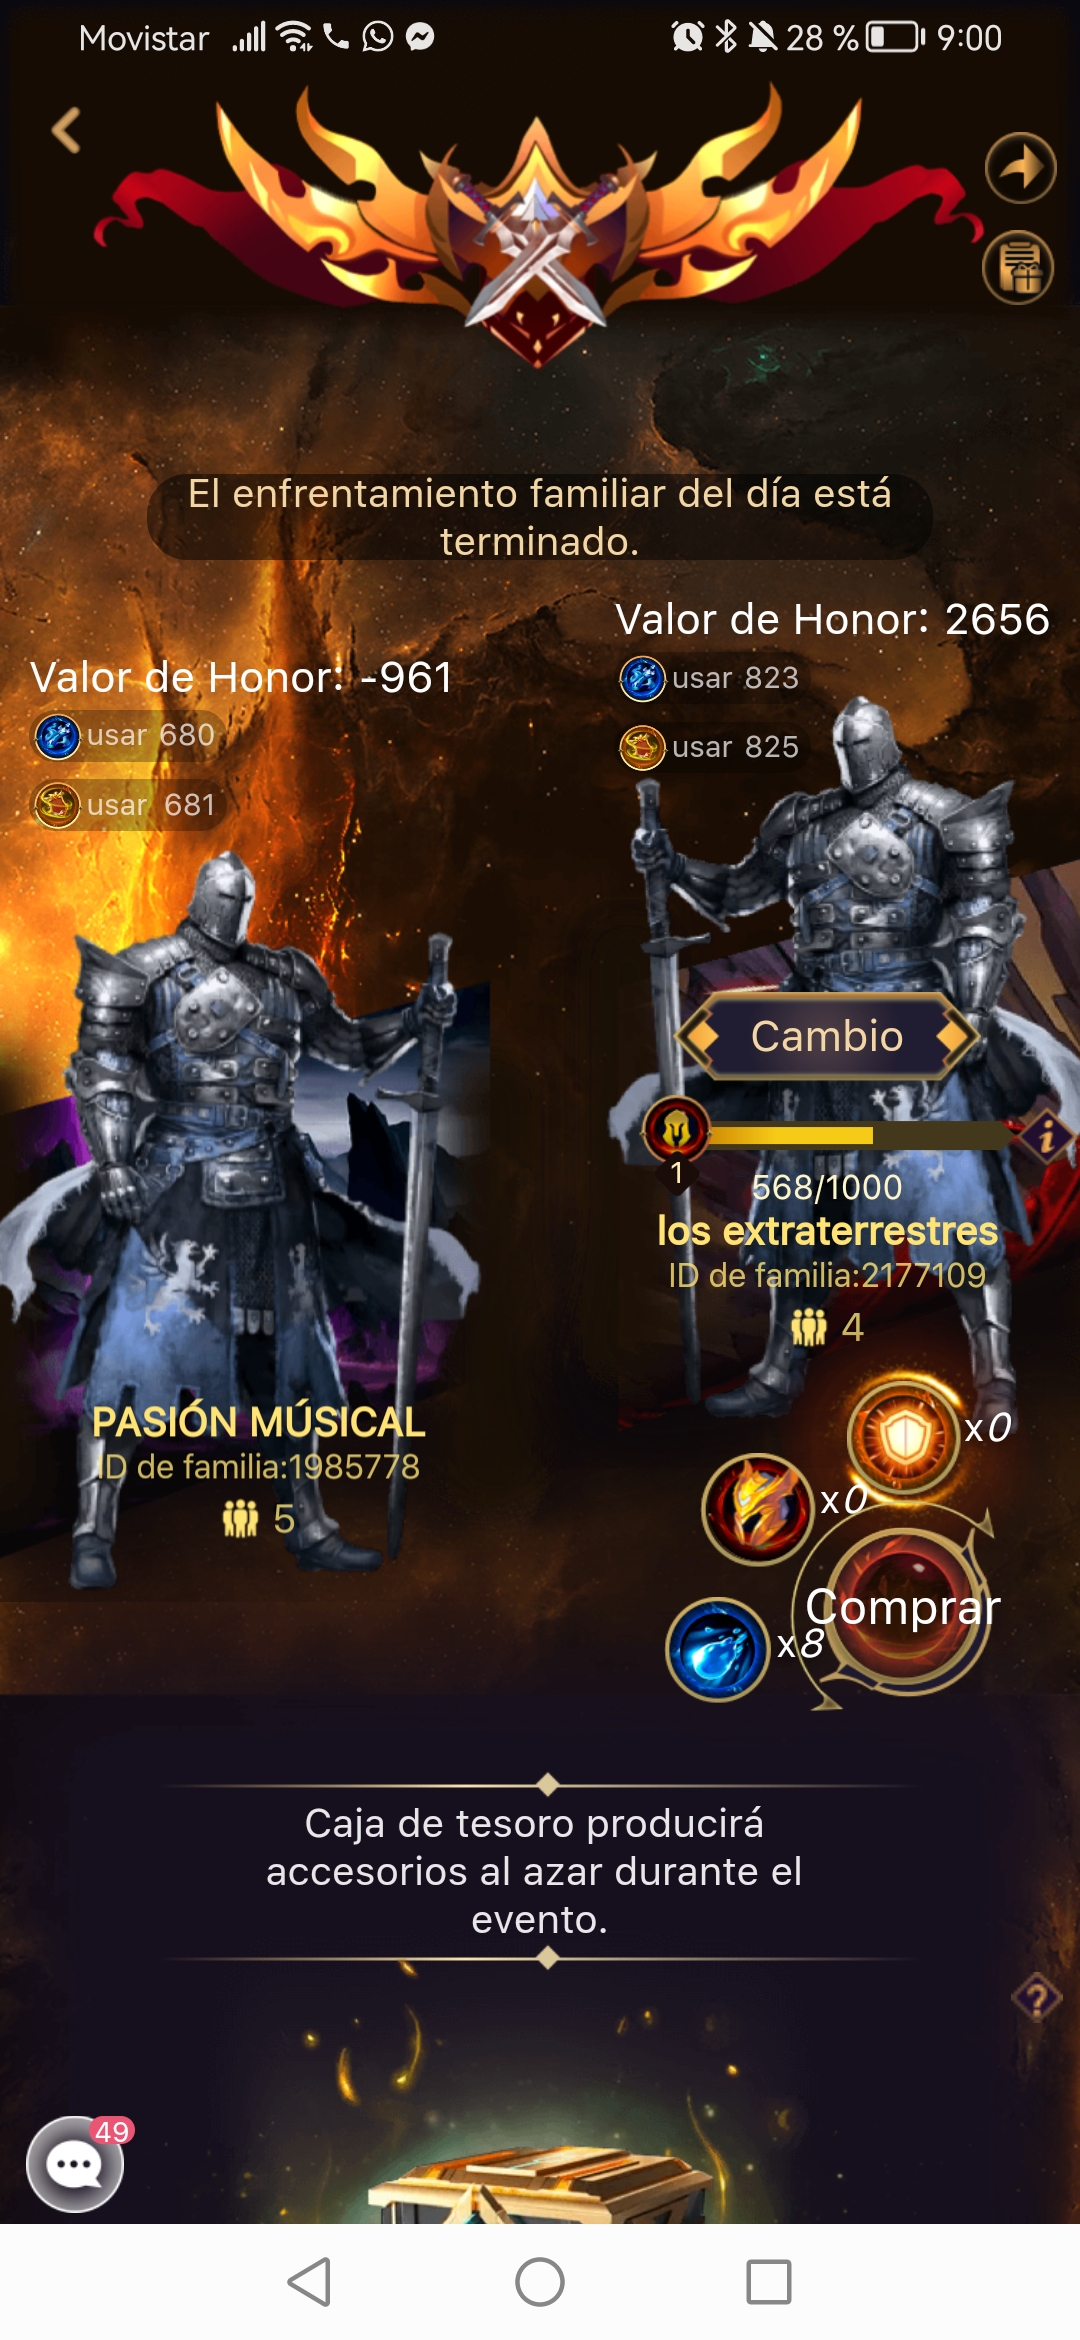 Movistar 28 % 9:00
El enfrentamiento familiar del día está
terminado.
Valor de Honor: 2656
usar 823
usar 825
Valor de Honor: -961
usar 680
usar 681
Cambio
1
568/1000
los extraterrestres
ID de familia:2177109
4
PASIÓN MÚSICAL
ID de familia:1985778
5
x0
x0
Comprar
x8
Caja de tesoro producirá
accesorios al azar durante el
evento.
?
49